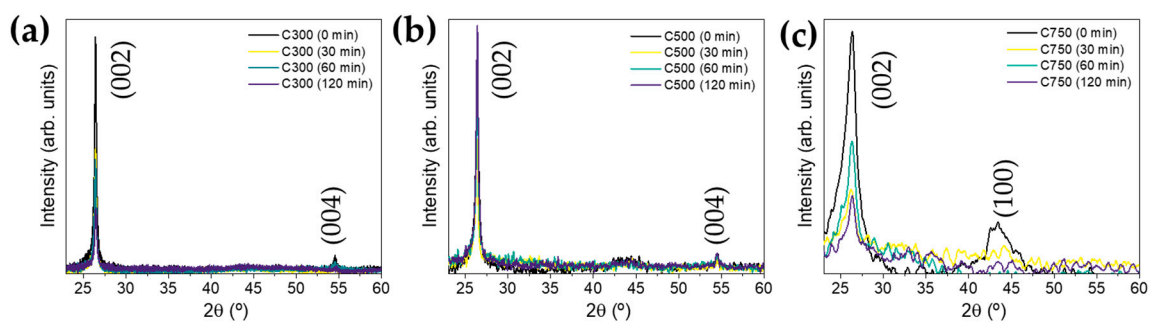 (a)
Intensity (arb. units)
(002)
C300 (0 min)
C300 (30 min)
C300 (60 min)
C300 (120 min)
(004)
25 30 35 40 45 50 55 60
2θ (º)
(b)
Intensity (arb. units)
(002)
C500 (0 min)
C500 (30 min)
C500 (60 min)
C500 (120 min)
(004)
25 30 35 40 45 50 55 60
2θ (º)
(c)
Intensity (arb. units)
(002)
C750 (0 min)
C750 (30 min)
C750 (60 min)
C750 (120 min)
(100)
25 30 35 40 45 50 55 60
2θ (º)